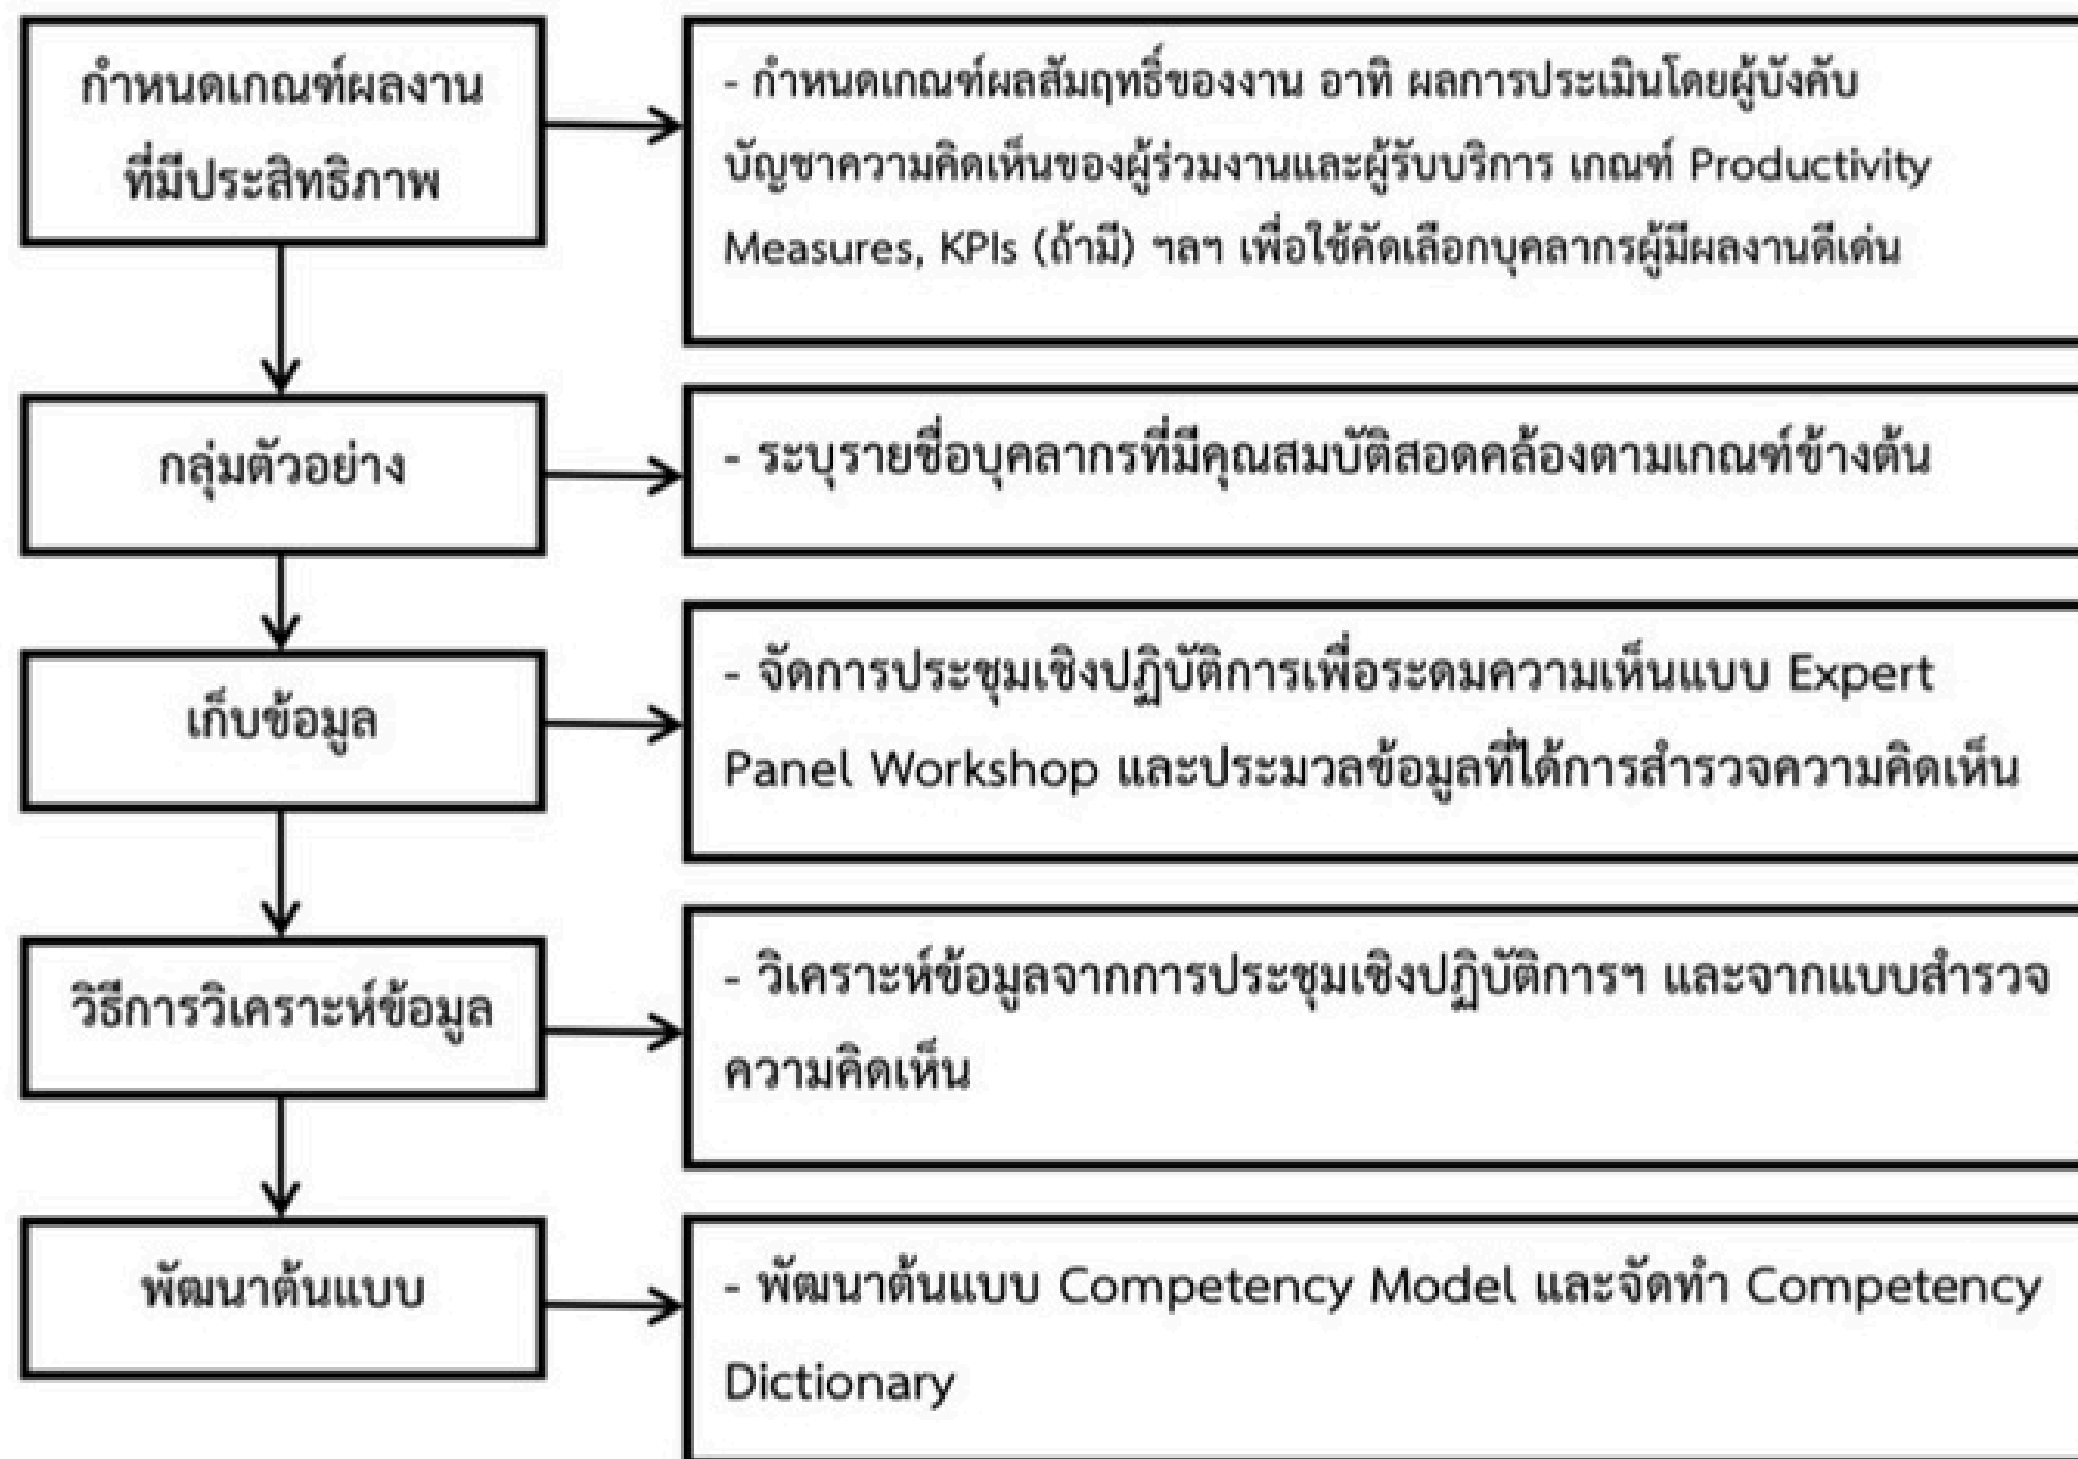 กำหนดเกณฑ์ผลงาน
ที่มีประสิทธิภาพ
- กำหนดเกณฑ์ผลสัมฤทธิ์ของงาน อาทิ ผลการประเมินโดยผู้บังคับ
บัญชาความคิดเห็นของผู้ร่วมงานและผู้รับบริการ เกณฑ์ Productivity
Measures, KPIs (ถ้ามี) ฯลฯ เพื่อใช้คัดเลือกบุคลากรผู้มีผลงานดีเด่น
กลุ่มตัวอย่าง
- ระบุรายชื่อบุคลากรที่มีคุณสมบัติสอดคล้องตามเกณฑ์ข้างต้น
เก็บข้อมูล
- จัดการประชุมเชิงปฏิบัติการเพื่อระดมความเห็นแบบ Expert
Panel Workshop และประมวลข้อมูลที่ได้การสำรวจความคิดเห็น
วิธีการวิเคราะห์ข้อมูล
- วิเคราะห์ข้อมูลจากการประชุมเชิงปฏิบัติการฯ และจากแบบสำรวจ
ความคิดเห็น
พัฒนาต้นแบบ
- พัฒนาต้นแบบ Competency Model และจัดทำ Competency
Dictionary